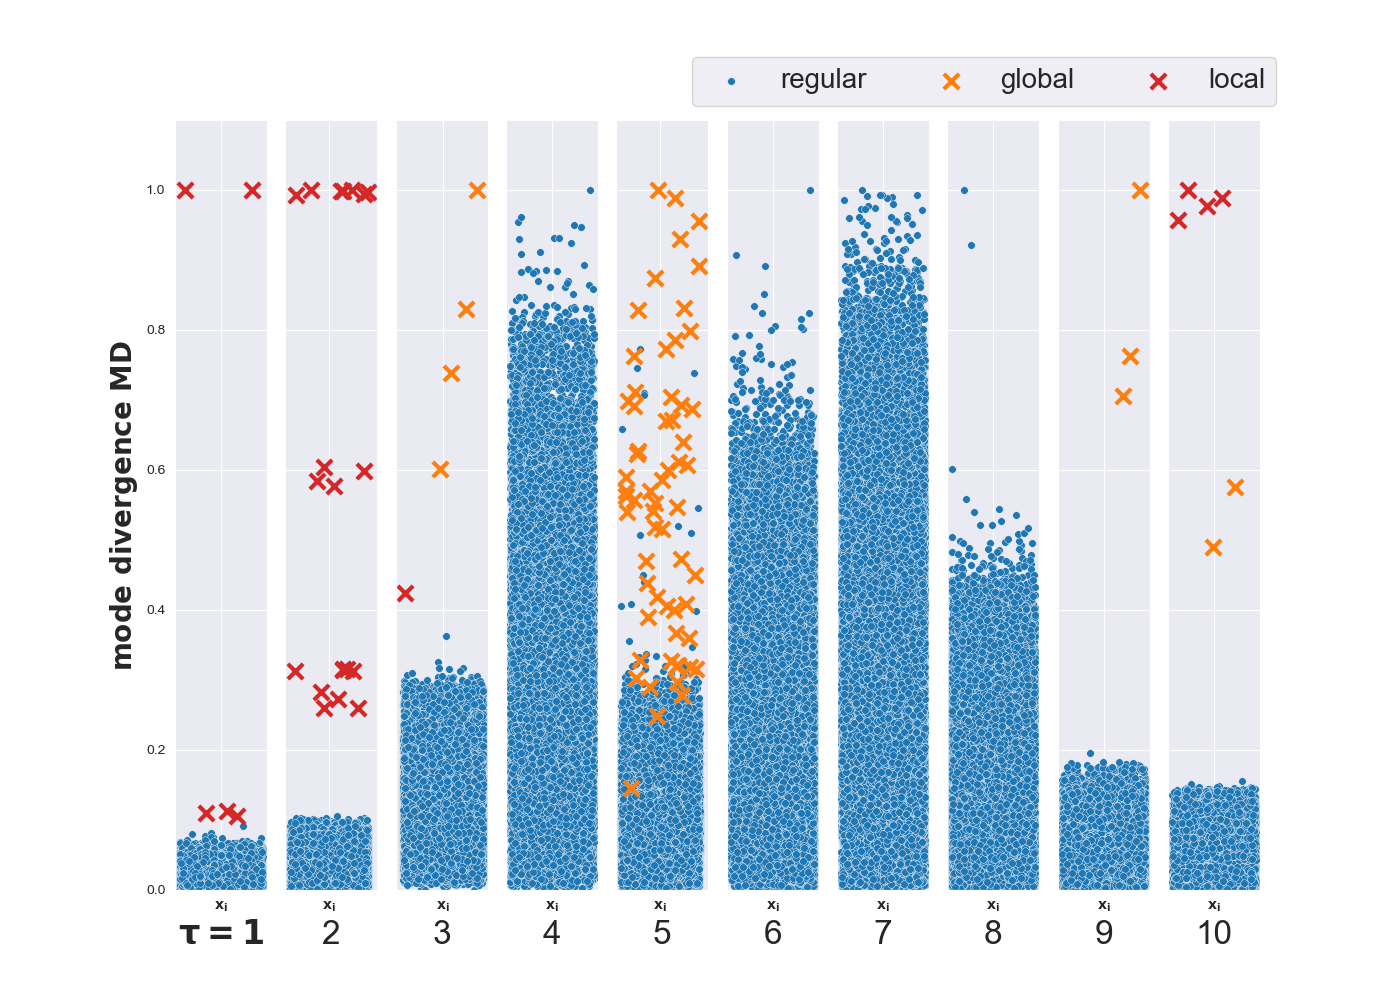 regular global local
1.0
0.8
0.6
0.4
0.2
0.0
mode divergence MD
xᵢ xᵢ xᵢ xᵢ xᵢ xᵢ xᵢ xᵢ xᵢ xᵢ
τ = 1 2 3 4 5 6 7 8 9 10